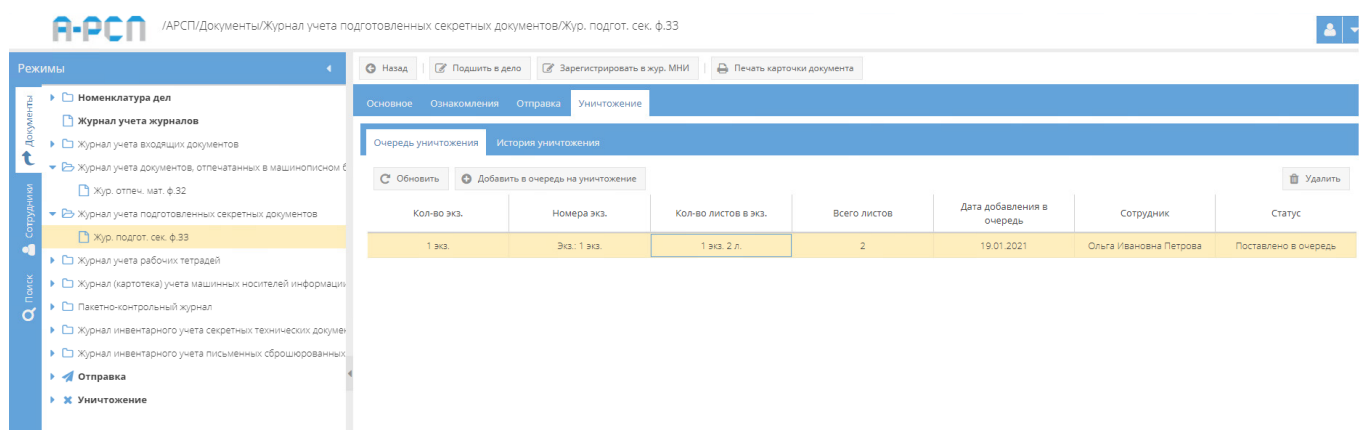 А-РСП
/АРСП/Документы/Журнал учета подготовленных секретных документов/Жур. подгот. сек. ф.33
Режимы
Документы
Сотрудники
Поиск
Номенклатура дел
Журнал учета журналов
Журнал учета входящих документов
Журнал учета документов, отпечатанных в машинописном б
Жур. отпеч. мат. ф.32
Журнал учета подготовленных секретных документов
Жур. подгот. сек. ф.33
Журнал учета рабочих тетрадей
Журнал (картотека) учета машинных носителей информации
Пакетно-контрольный журнал
Журнал инвентарного учета секретных технических докумен
Журнал инвентарного учета письменных сброшюрованных
Отправка
Уничтожение
Назад Подшить в дело Зарегистрировать в жур. МНИ Печать карточки документа
Основное Ознакомления Отправка Уничтожение
Очередь уничтожения История уничтожения
Обновить Добавить в очередь на уничтожение Удалить
Кол-во экз. Номера экз. Кол-во листов в экз. Всего листов Дата добавления в очередь Сотрудник Статус
1 экз. Экз.: 1 экз. 1 экз. 2 л. 2 19.01.2021 Ольга Ивановна Петрова Поставлено в очередь